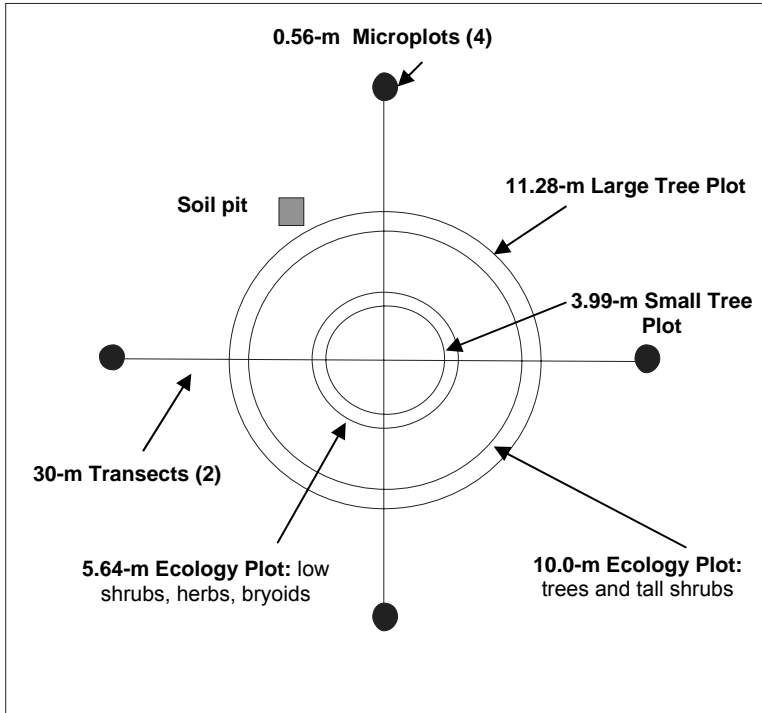 0.56-m  Microplots (4)
Soil pit
11.28-m Large Tree Plot
3.99-m Small Tree
Plot
30-m Transects (2)
5.64-m Ecology Plot: low
shrubs, herbs, bryoids
10.0-m Ecology Plot:
trees and tall shrubs